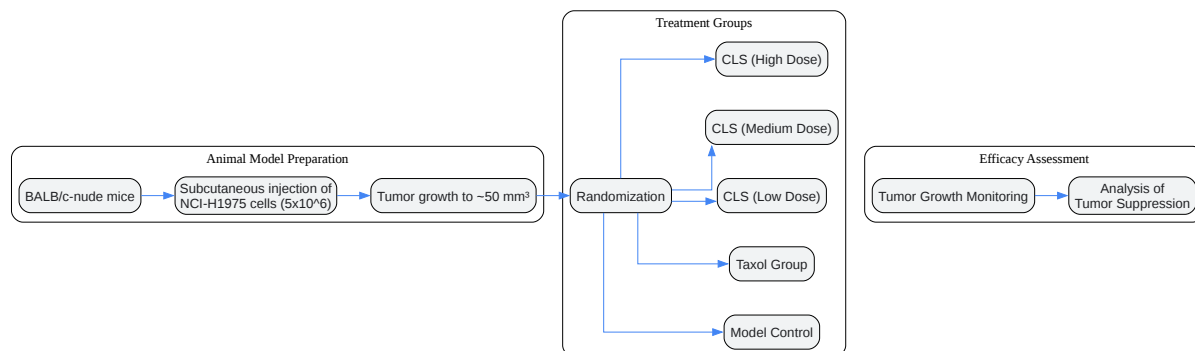 Animal Model Preparation
BALB/c-nude mice
Subcutaneous injection of
NCI-H1975 cells (5x10^6)
Tumor growth to ~50 mm³
Treatment Groups
Randomization
CLS (High Dose)
CLS (Medium Dose)
CLS (Low Dose)
Taxol Group
Model Control
Efficacy Assessment
Tumor Growth Monitoring
Analysis of
Tumor Suppression